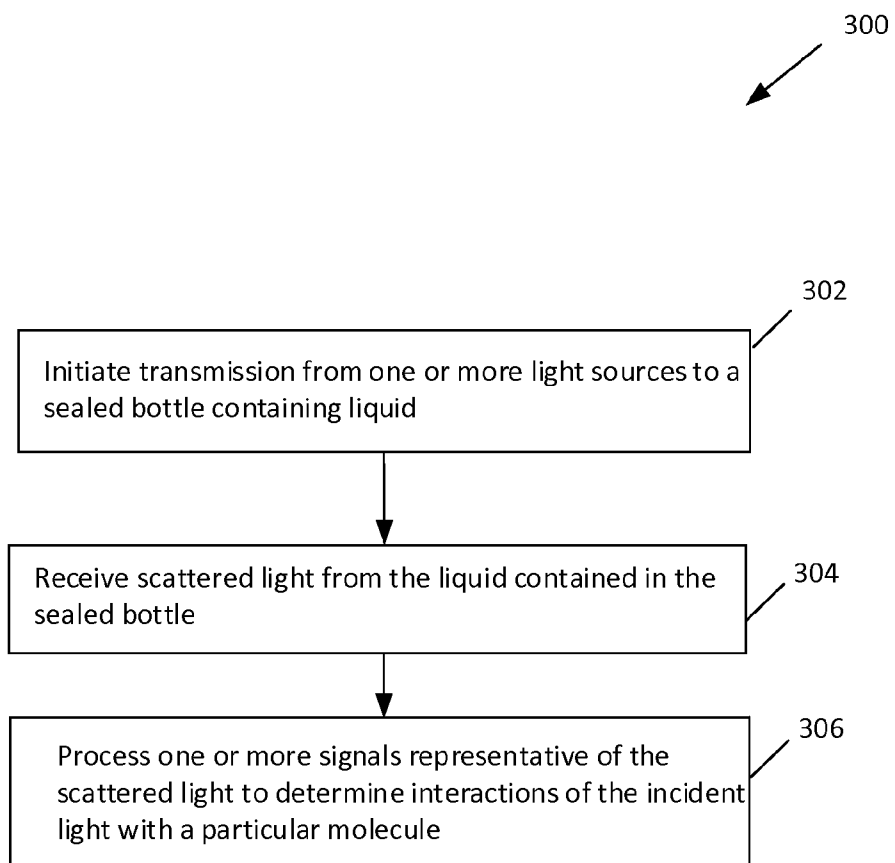 300
302
Initiate transmission from one or more light sources to a
sealed bottle containing liquid
304
Receive scattered light from the liquid contained in the
sealed bottle
306
Process one or more signals representative of the
scattered light to determine interactions of the incident
light with a particular molecule